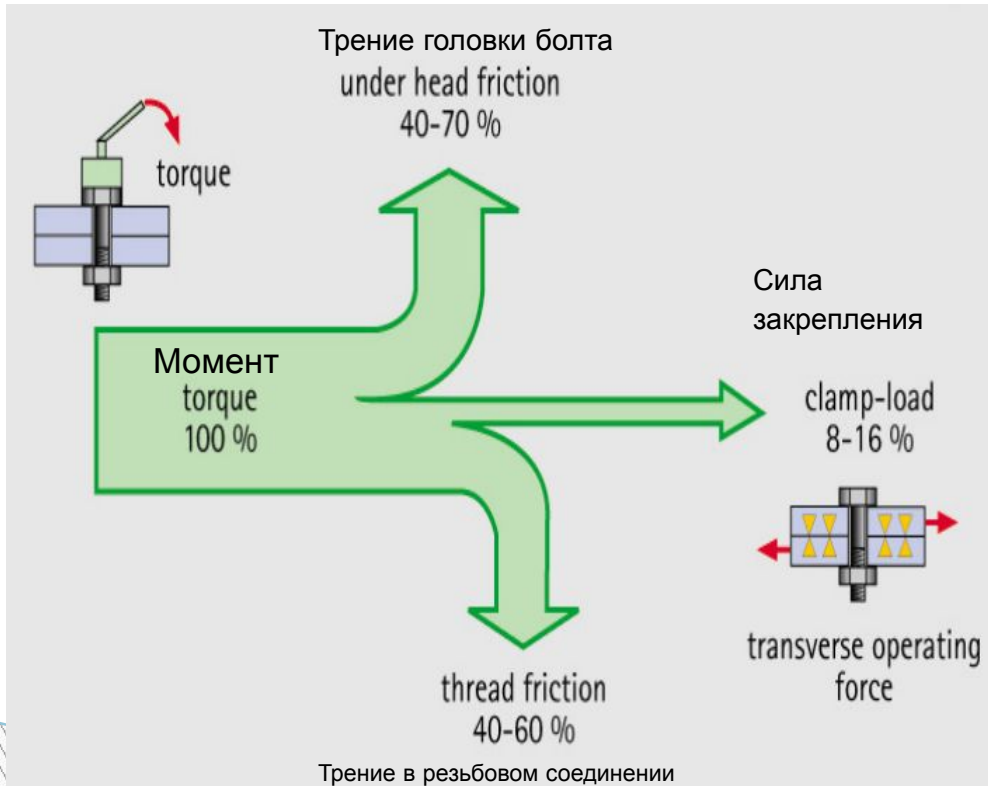 Трение головки болта
under head friction
40-70 %
torque
Сила
закрепления
Момент
torque
100 %
clamp-load
8-16 %
transverse operating
force
thread friction
40-60 %
Трение в резьбовом соединении